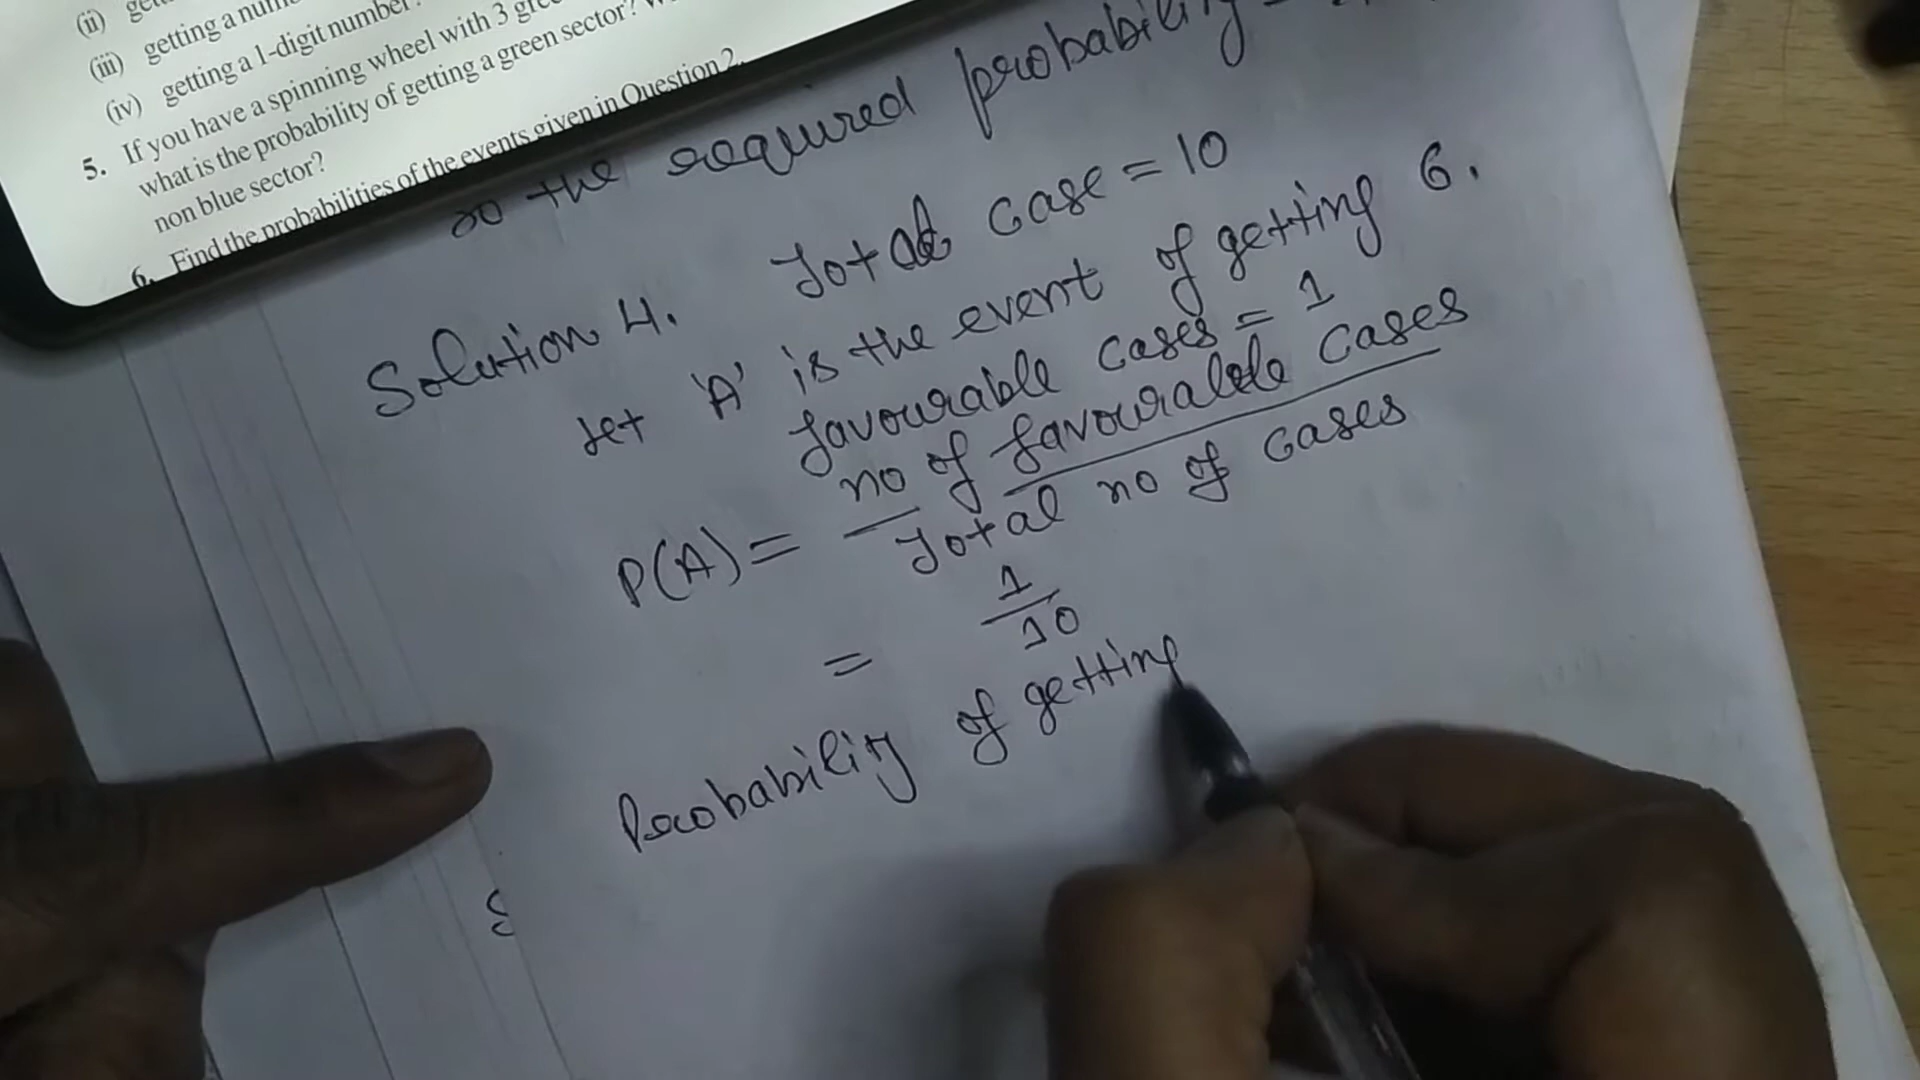 (ii)
(iii) getting a
(iv) getting a 1-digit number
5. If you have a spinning wheel with 3
what is the probability of getting a green sector?
non blue sector?
6. Find the probabilities of the events given in Question 2.
so the required probability
Solution 4. Total case = 10
Let 'A' is the event of getting 6.
favourable cases = 1
P(A) = no of favourable cases
Total no of cases
= 1
10
Probability of getting